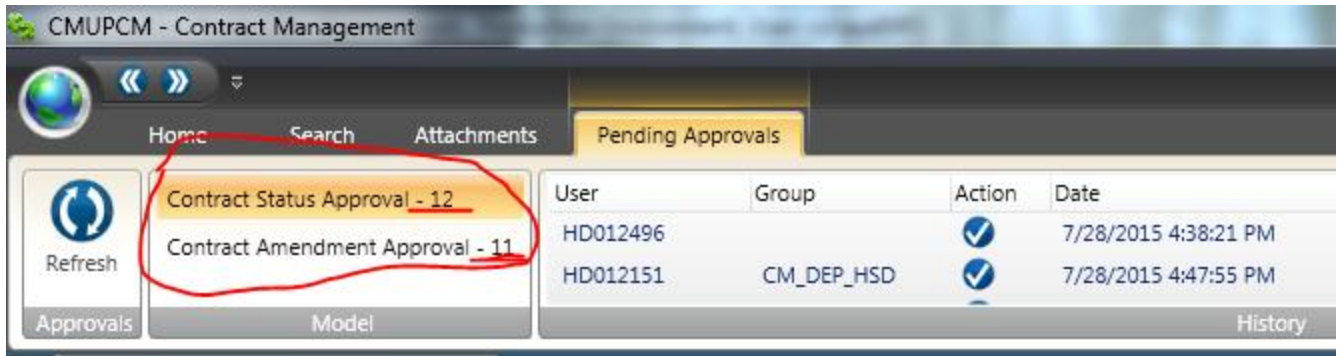 CMUPCM - Contract Management
Home Search Attachments Pending Approvals
Contract Status Approval - 12
Contract Amendment Approval - 11
Refresh
Approvals
Model
User Group Action Date
HD012496 7/28/2015 4:38:21 PM
HD012151 CM_DEP_HSD 7/28/2015 4:47:55 PM
History